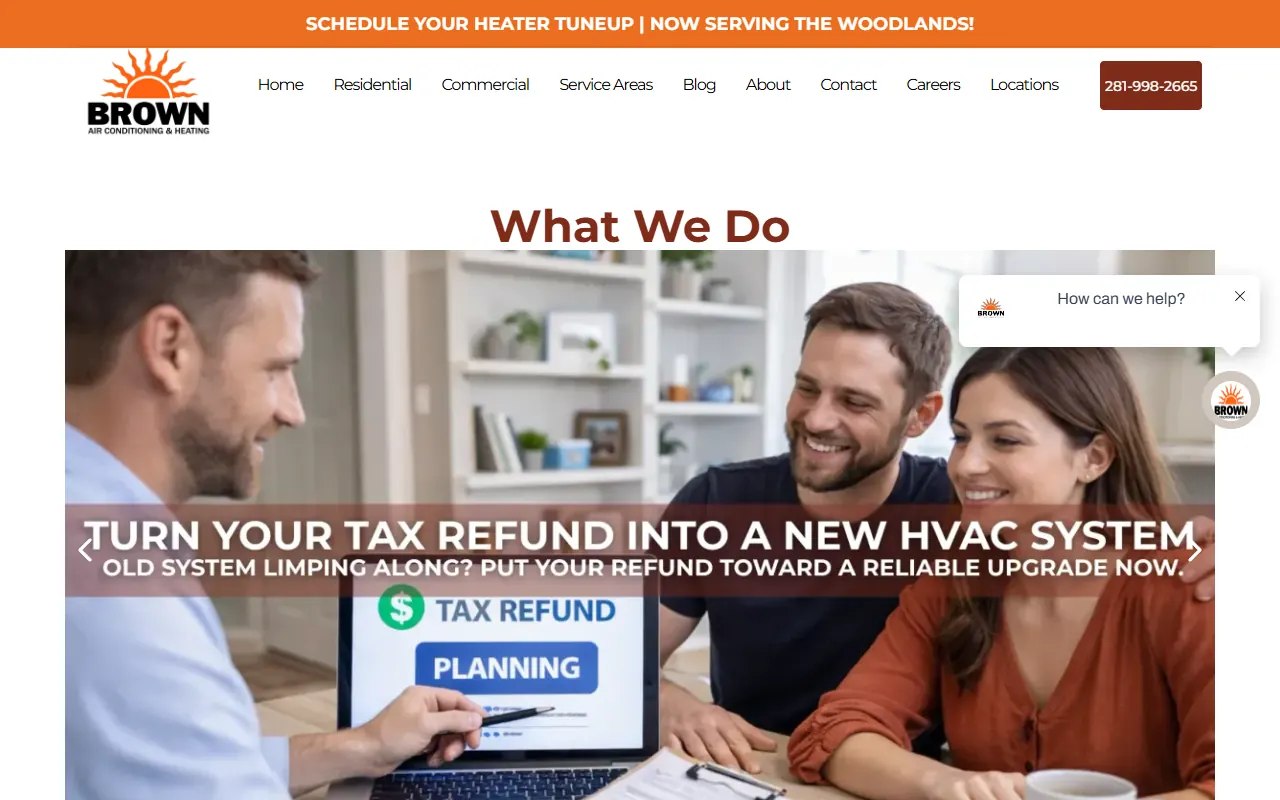 SCHEDULE YOUR HEATER TUNEUP | NOW SERVING THE WOODLANDS!
BROWN
AIR CONDITIONING & HEATING
Home
Residential
Commercial
Service Areas
Blog
About
Contact
Careers
Locations
281-998-2665
What We Do
How can we help?
BROWN
BROWN
TURN YOUR TAX REFUND INTO A NEW HVAC SYSTEM
OLD SYSTEM LIMPING ALONG? PUT YOUR REFUND TOWARD A RELIABLE UPGRADE NOW.
$ TAX REFUND
PLANNING